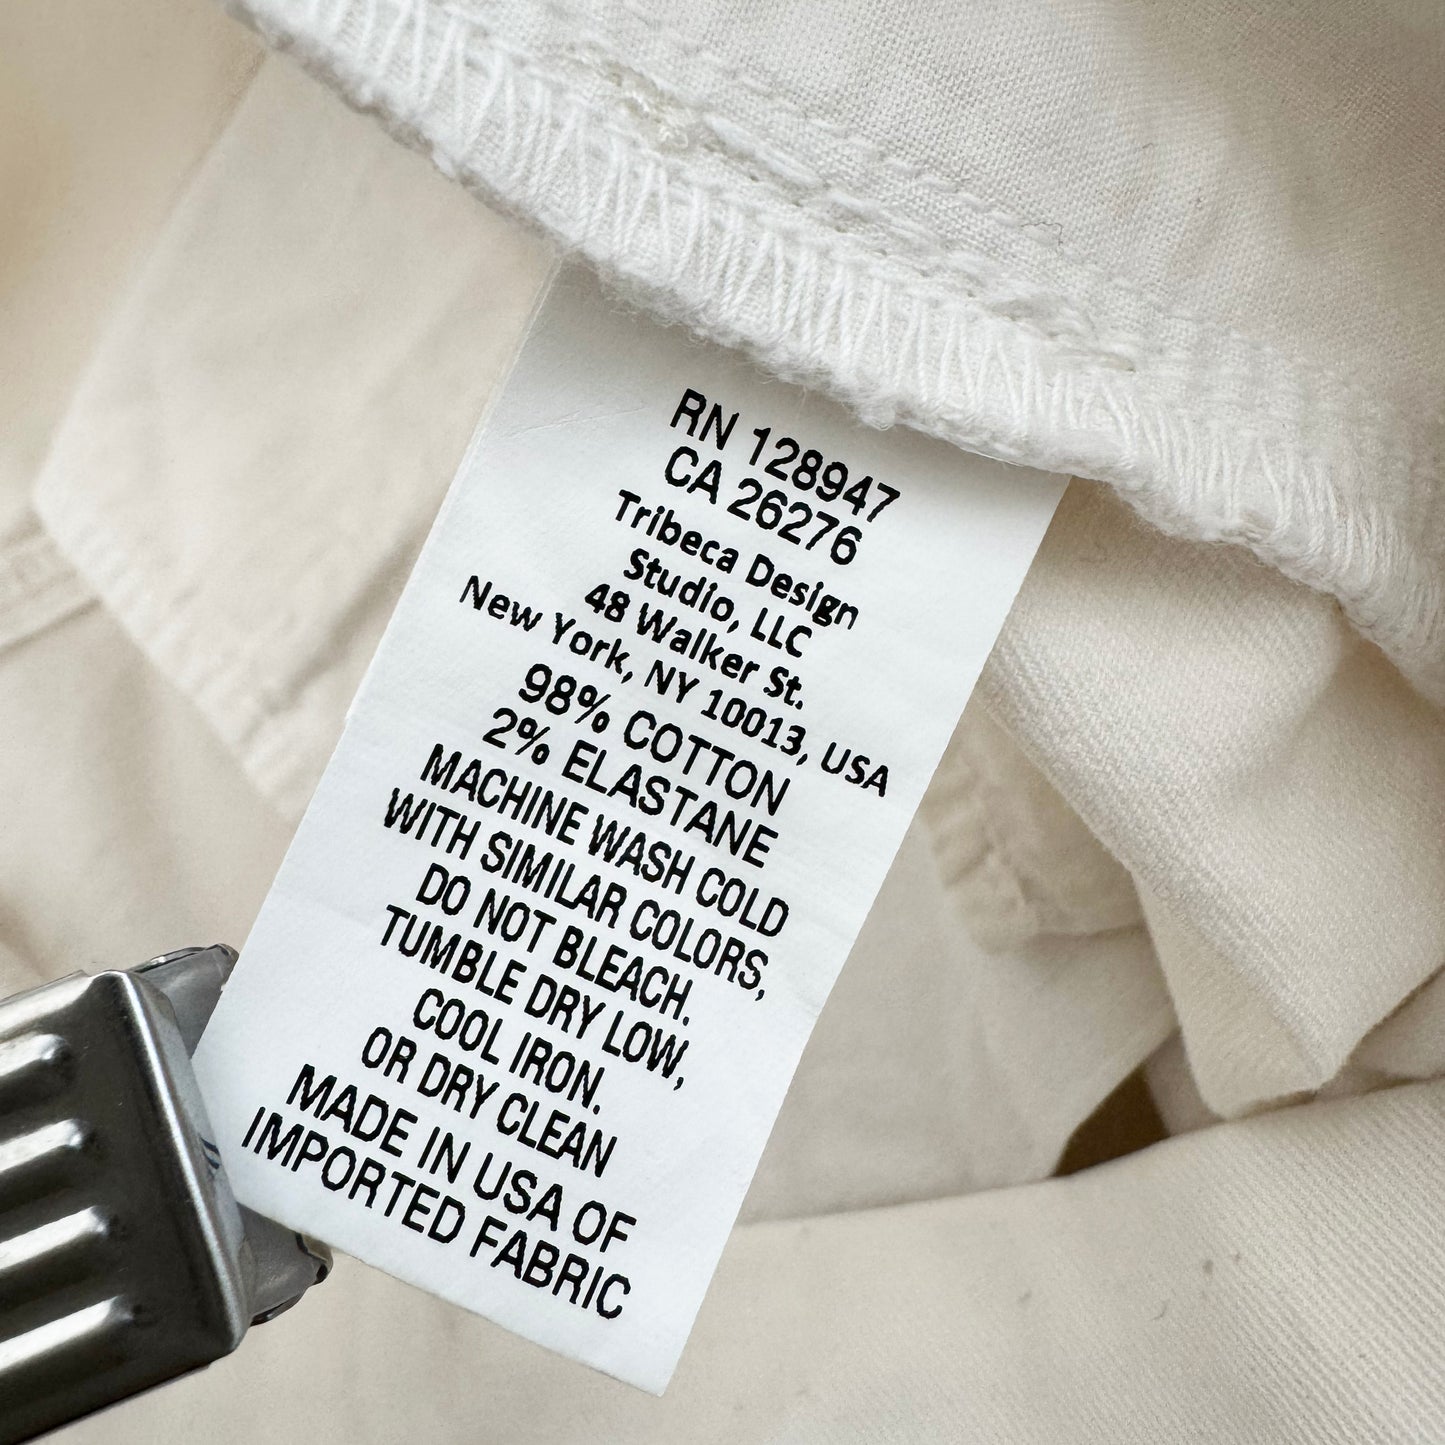 RN 128947
CA 26276
Tribeca Design
Studio, LLC
48 Walker St.
New York, NY 10013, USA
98% COTTON
2% ELASTANE
MACHINE WASH COLD
WITH SIMILAR COLORS,
DO NOT BLEACH.
TUMBLE DRY LOW,
COOL IRON.
OR DRY CLEAN
MADE IN USA OF
IMPORTED FABRIC